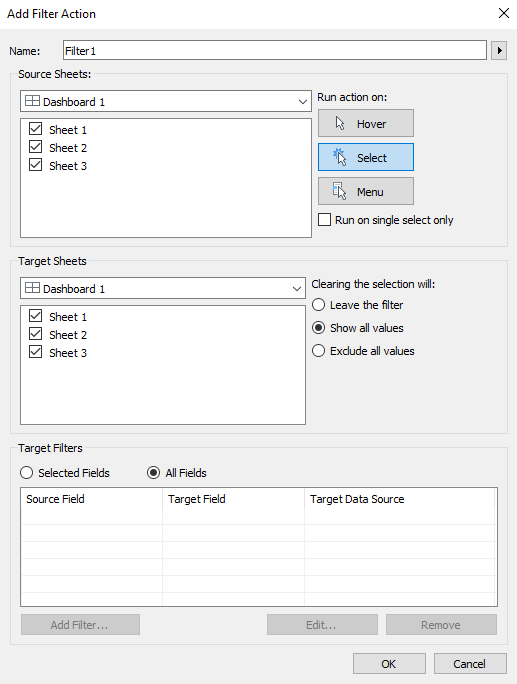 Add Filter Action
Name: Filter1
Source Sheets:
Dashboard 1
Sheet 1
Sheet 2
Sheet 3
Run action on:
Hover
Select
Menu
Run on single select only
Target Sheets
Dashboard 1
Sheet 1
Sheet 2
Sheet 3
Clearing the selection will:
Leave the filter
Show all values
Exclude all values
Target Filters
Selected Fields All Fields
Source Field Target Field Target Data Source
Add Filter... Edit... Remove
OK Cancel